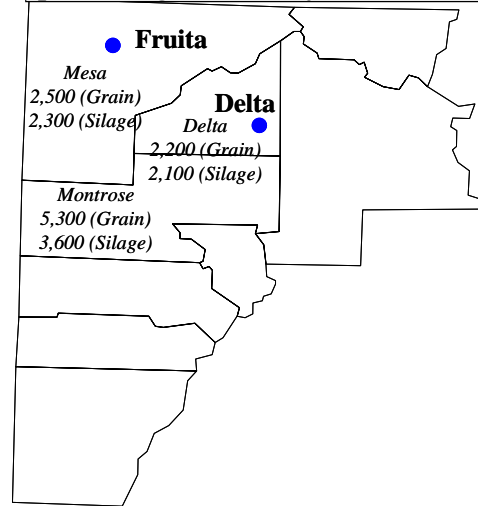 Fruita
Mesa
2,500 (Grain)
2,300 (Silage)
Delta
Delta
2,200 (Grain)
2,100 (Silage)
Montrose
5,300 (Grain)
3,600 (Silage)